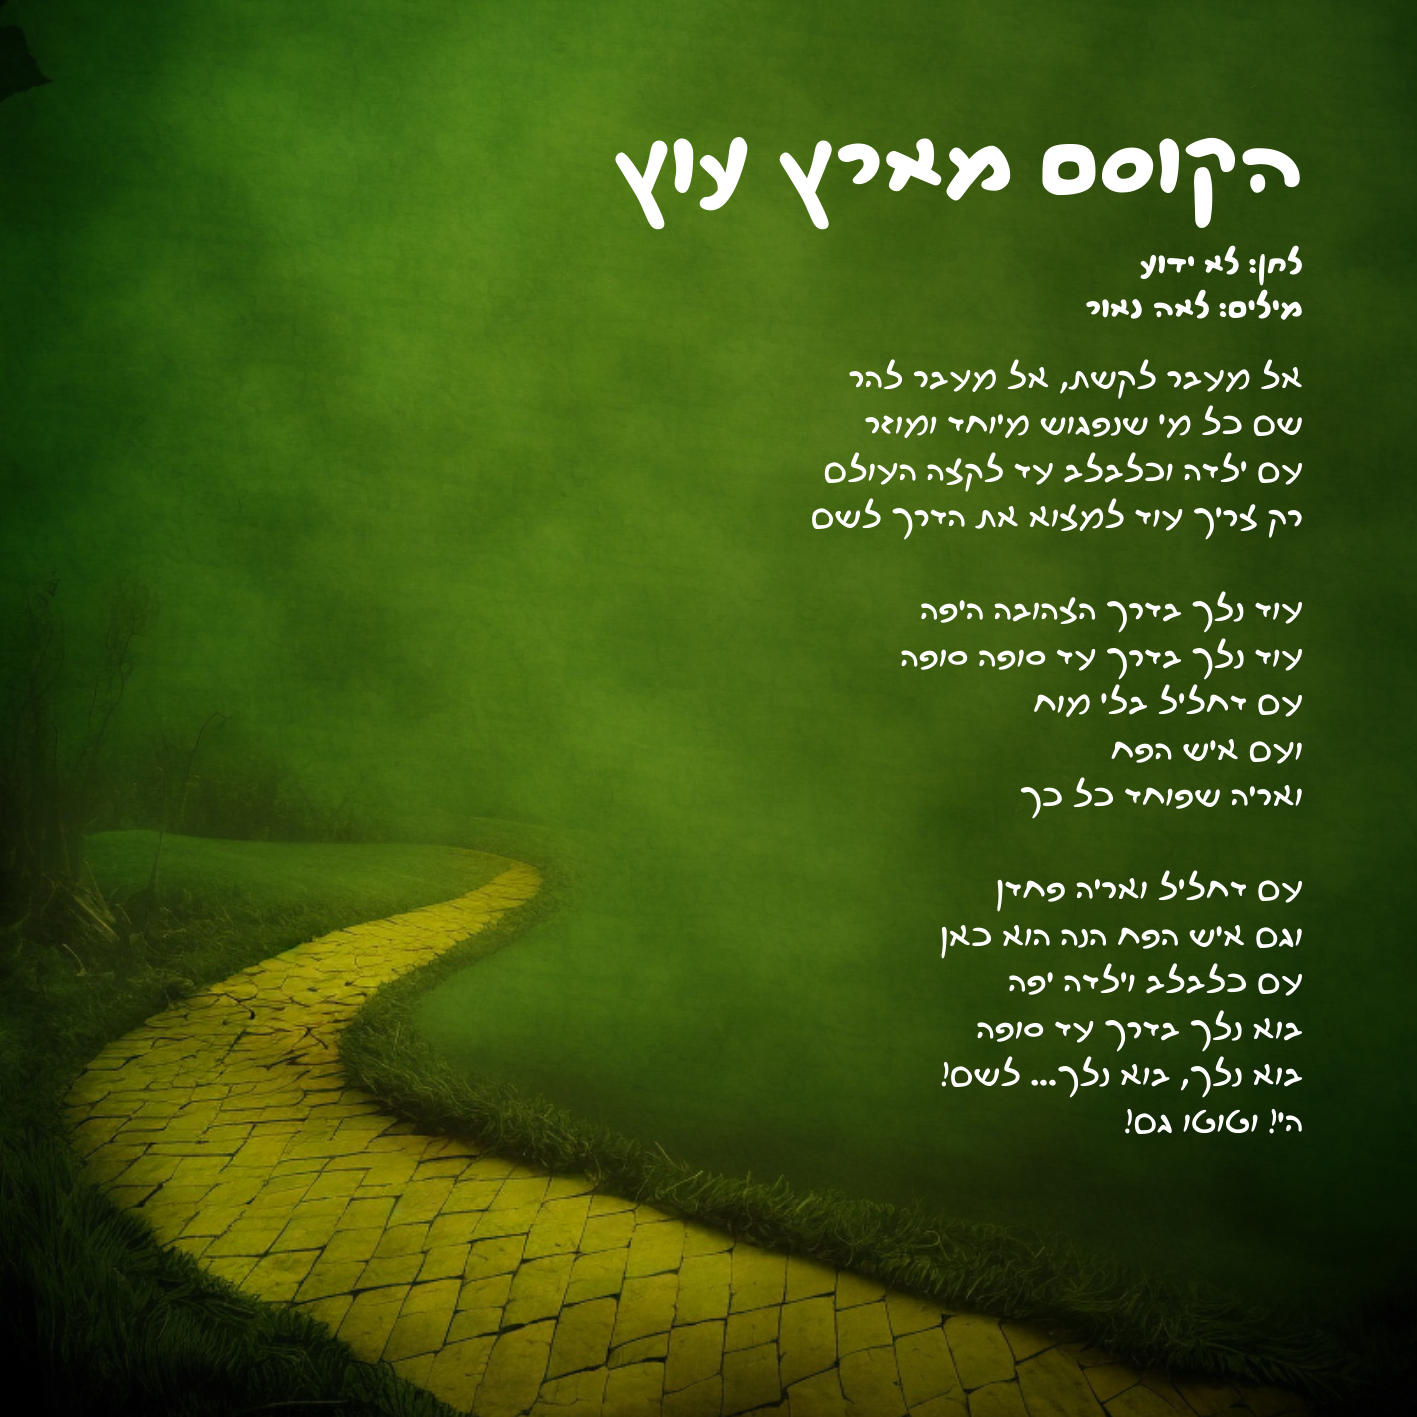 הקוסם מארץ עוץ
לחן: לא ידוע
מילים: לאה נאור
אל מעבר לקשת, אל מעבר להר
שם כל מי שנפגוש מיוחד ומוזר
עם ילדה וכלבלב עד לקצה העולם
רק צריך עוד למצוא את הדרך לשם
עוד נלך בדרך הצהובה היפה
עוד נלך בדרך עד סופה סופה
עם דחליל בלי מוח
ועם איש הפח
ואריה שפוחד כל כך
עם דחליל ואריה פחדן
וגם איש הפח הנה הוא כאן
עם כלבלב וילדה יפה
בוא נלך בדרך עד סופה
בוא נלך, בוא נלך... לשם!
הי! וטוטו גם!